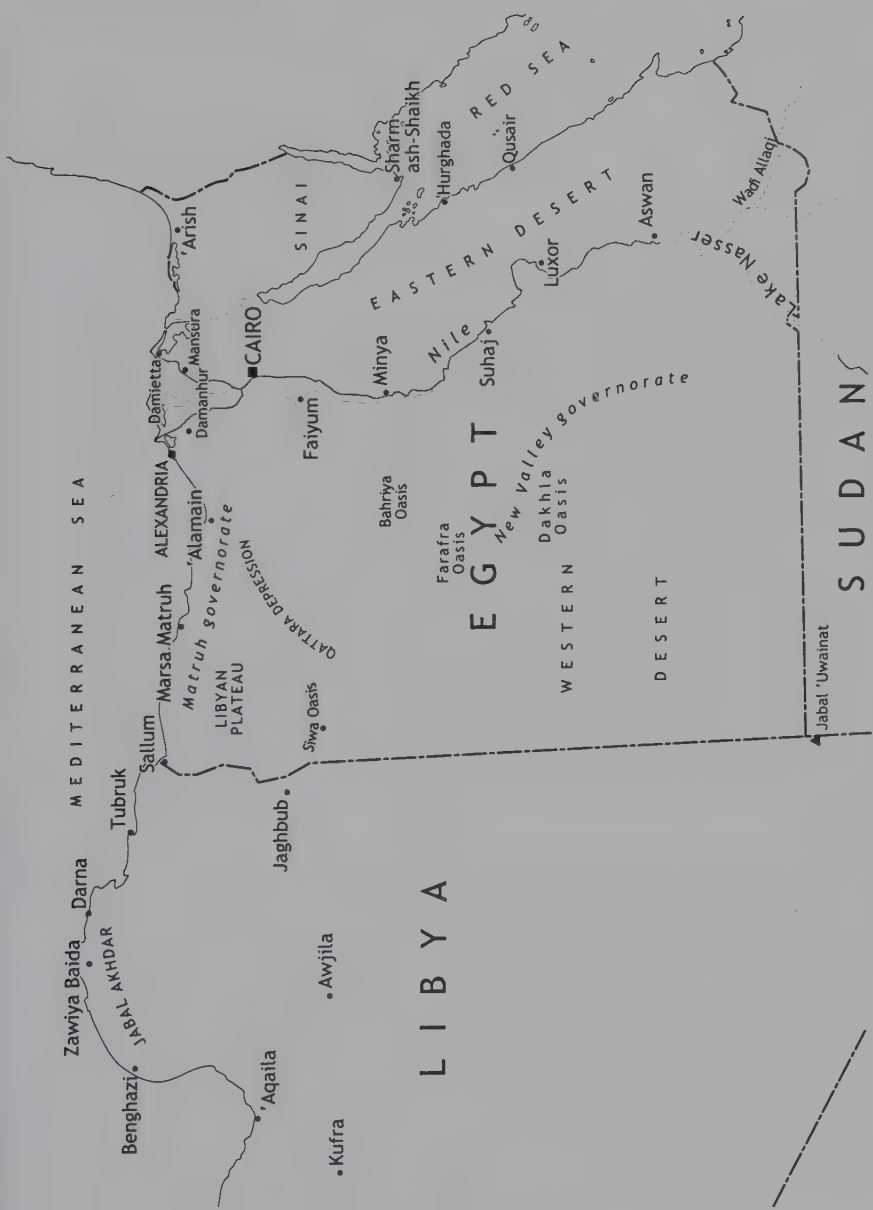 MEDITERRANEAN SEA
Zawiya Baida
Darna
JABAL AKHDAR
Benghazi
Tubruk
Sallum
Marsa Matruh
'Alamain
ALEXANDRIA
Damietta
Damanhur
Mansura
'Arish
Matruh governorate
LIBYAN
PLATEAU
QATTARA DEPRESSION
CAIRO
SINAI
'Aqaila
Jaghbub
Siwa Oasis
Faiyum
Kufra
Awjila
Bahriya
Oasis
Minya
EASTERN DESERT
Sharm
ash-Shaikh
'Hurghada
RED SEA
LIBYA
Farafra
Oasis
EGYPT
Nile
Suhaj
Qusair
New Valley governorate
Dakhla
Oasis
Luxor
WESTERN
DESERT
Aswan
Lake Nasser
Wadi Allaqi
Jabal 'Uwainat
SUDAN